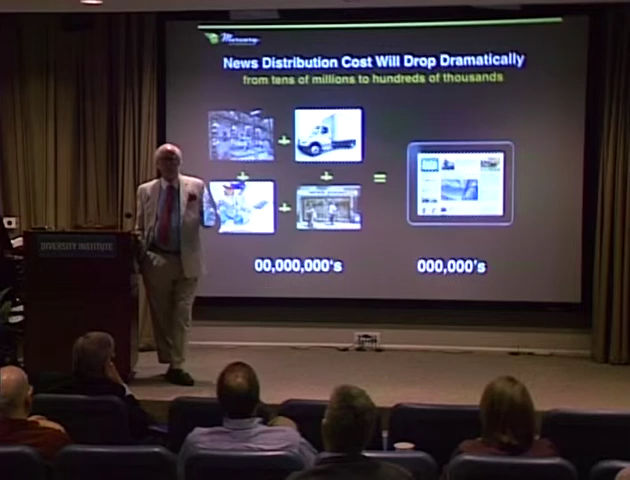 Mercury
News Distribution Cost Will Drop Dramatically
from tens of millions to hundreds of thousands
+
+ +
=
+
00,000,000's
000,000's
DIVERSITY INSTITUTE